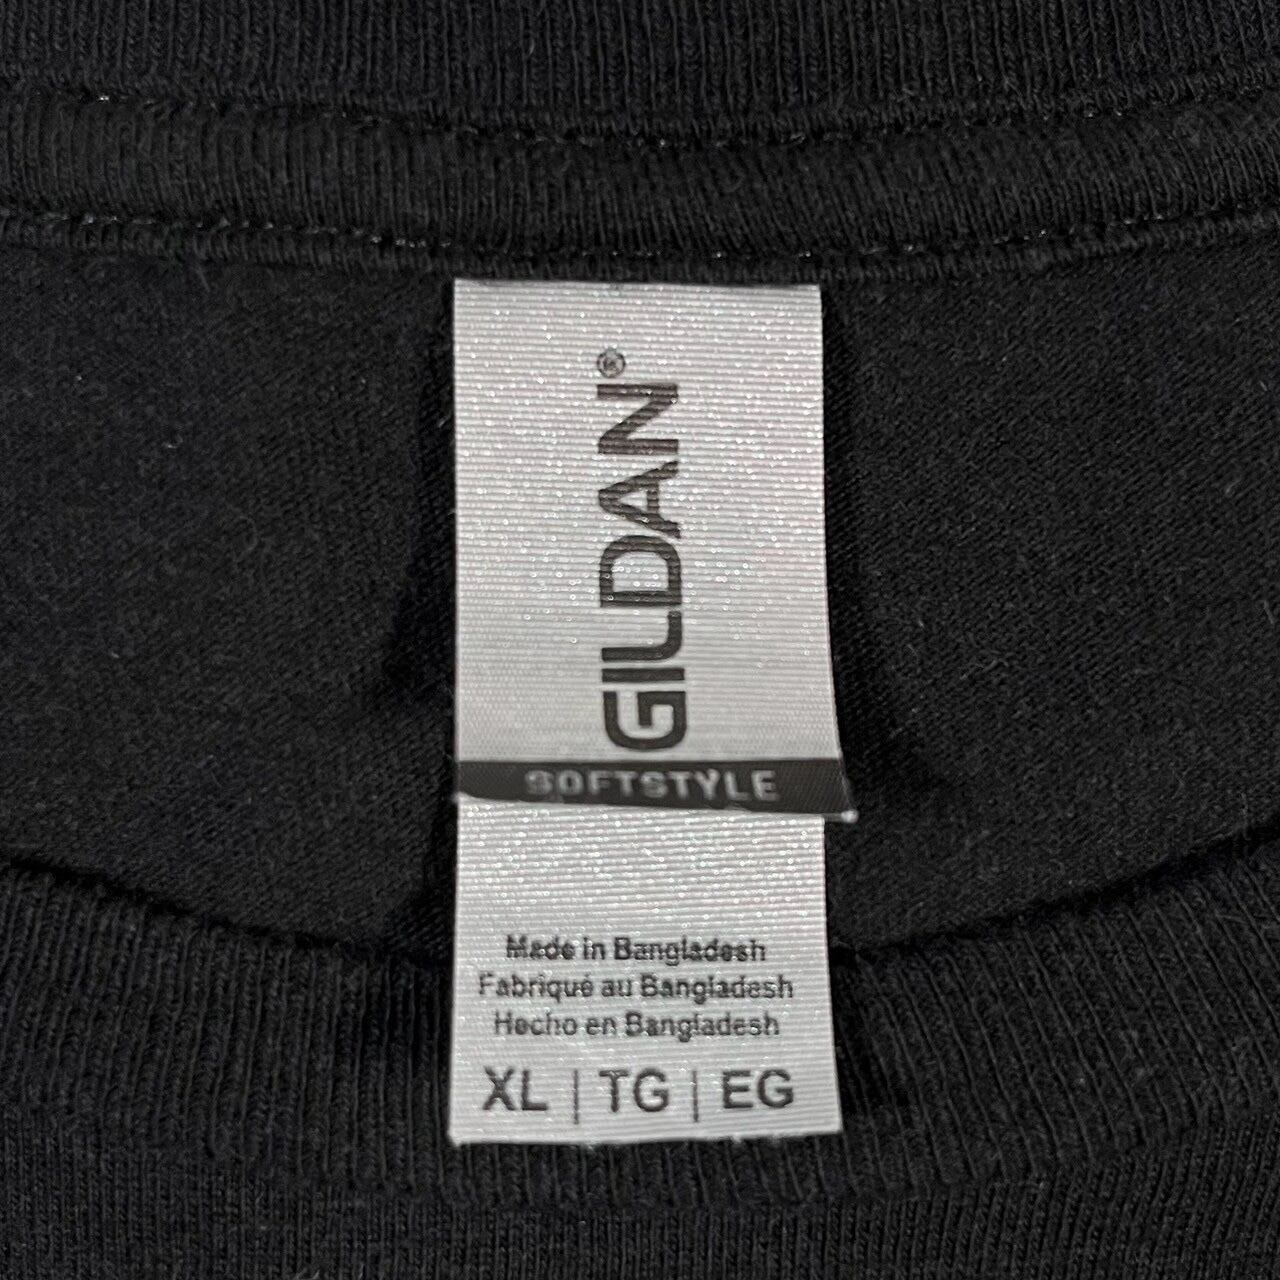 GILDAN®
SOFTSTYLE
Made in Bangladesh
Fabriqué au Bangladesh
Hecho en Bangladesh
XL | TG | EG